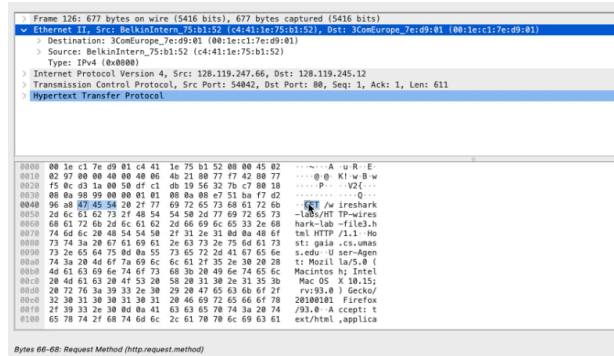 Frame 126: 677 bytes on wire (5416 bits), 677 bytes captured (5416 bits)
Ethernet II, Src: BelkinIntern_75:b1:52 (c4:41:1e:75:b1:52), Dst: 3ComEurope_7e:d9:01 (00:1e:c1:7e:d9:01)
Destination: 3ComEurope_7e:d9:01 (00:1e:c1:7e:d9:01)
Source: BelkinIntern_75:b1:52 (c4:41:1e:75:b1:52)
Type: IPv4 (0x0800)
Internet Protocol Version 4, Src: 128.119.247.66, Dst: 128.119.245.12
Transmission Control Protocol, Src Port: 54042, Dst Port: 80, Seq: 1, Ack: 1, Len: 611
Hypertext Transfer Protocol
0000 00 1e c1 7e d9 01 c4 41 1e 75 b1 52 08 00 45 02 ···~···A ·u·R··E·
0010 02 97 00 00 40 00 40 06 4b 21 80 77 f7 42 80 77 ····@·@· K!·w·B·w
0020 f5 0c d3 1a 00 50 df c1 db 19 56 32 7b c7 80 18 ·····P·· ··V2{···
0030 08 0a 98 99 00 00 01 01 08 0a 08 e7 51 ba f7 d2 ········ ····Q···
0040 96 a8 47 45 54 20 2f 77 69 72 65 73 68 61 72 6b ··GET /w ireshark
0050 2d 6c 61 62 73 2f 48 54 54 50 2d 77 69 72 65 73 -labs/HT TP-wires
0060 68 61 72 6b 2d 6c 61 62 2d 66 69 6c 65 33 2e 68 hark-lab -file3.h
0070 74 6d 6c 20 48 54 54 50 2f 31 2e 31 0d 0a 48 6f tml HTTP /1.1··Ho
0080 73 74 3a 20 67 61 69 61 2e 63 73 2e 75 6d 61 73 st: gaia .cs.umas
0090 73 2e 65 64 75 0d 0a 55 73 65 72 2d 41 67 65 6e s.edu··U ser-Agen
00a0 74 3a 20 4d 6f 7a 69 6c 6c 61 2f 35 2e 30 20 28 t: Mozil la/5.0 (
00b0 4d 61 63 69 6e 74 6f 73 68 3b 20 49 6e 74 65 6c Macintos h; Intel
00c0 20 4d 61 63 20 4f 53 20 58 20 31 30 2e 31 35 3b Mac OS X 10.15;
00d0 20 72 76 3a 39 33 2e 30 29 20 47 65 63 6b 6f 2f rv:93.0 ) Gecko/
00e0 32 30 31 30 30 31 30 31 20 46 69 72 65 66 6f 78 20100101 Firefox
00f0 2f 39 33 2e 30 0d 0a 41 63 63 65 70 74 3a 20 74 /93.0··A ccept: t
0100 65 78 74 2f 68 74 6d 6c 2c 61 70 70 6c 69 63 61 ext/html ,applica
Bytes 66-68: Request Method (http.request.method)